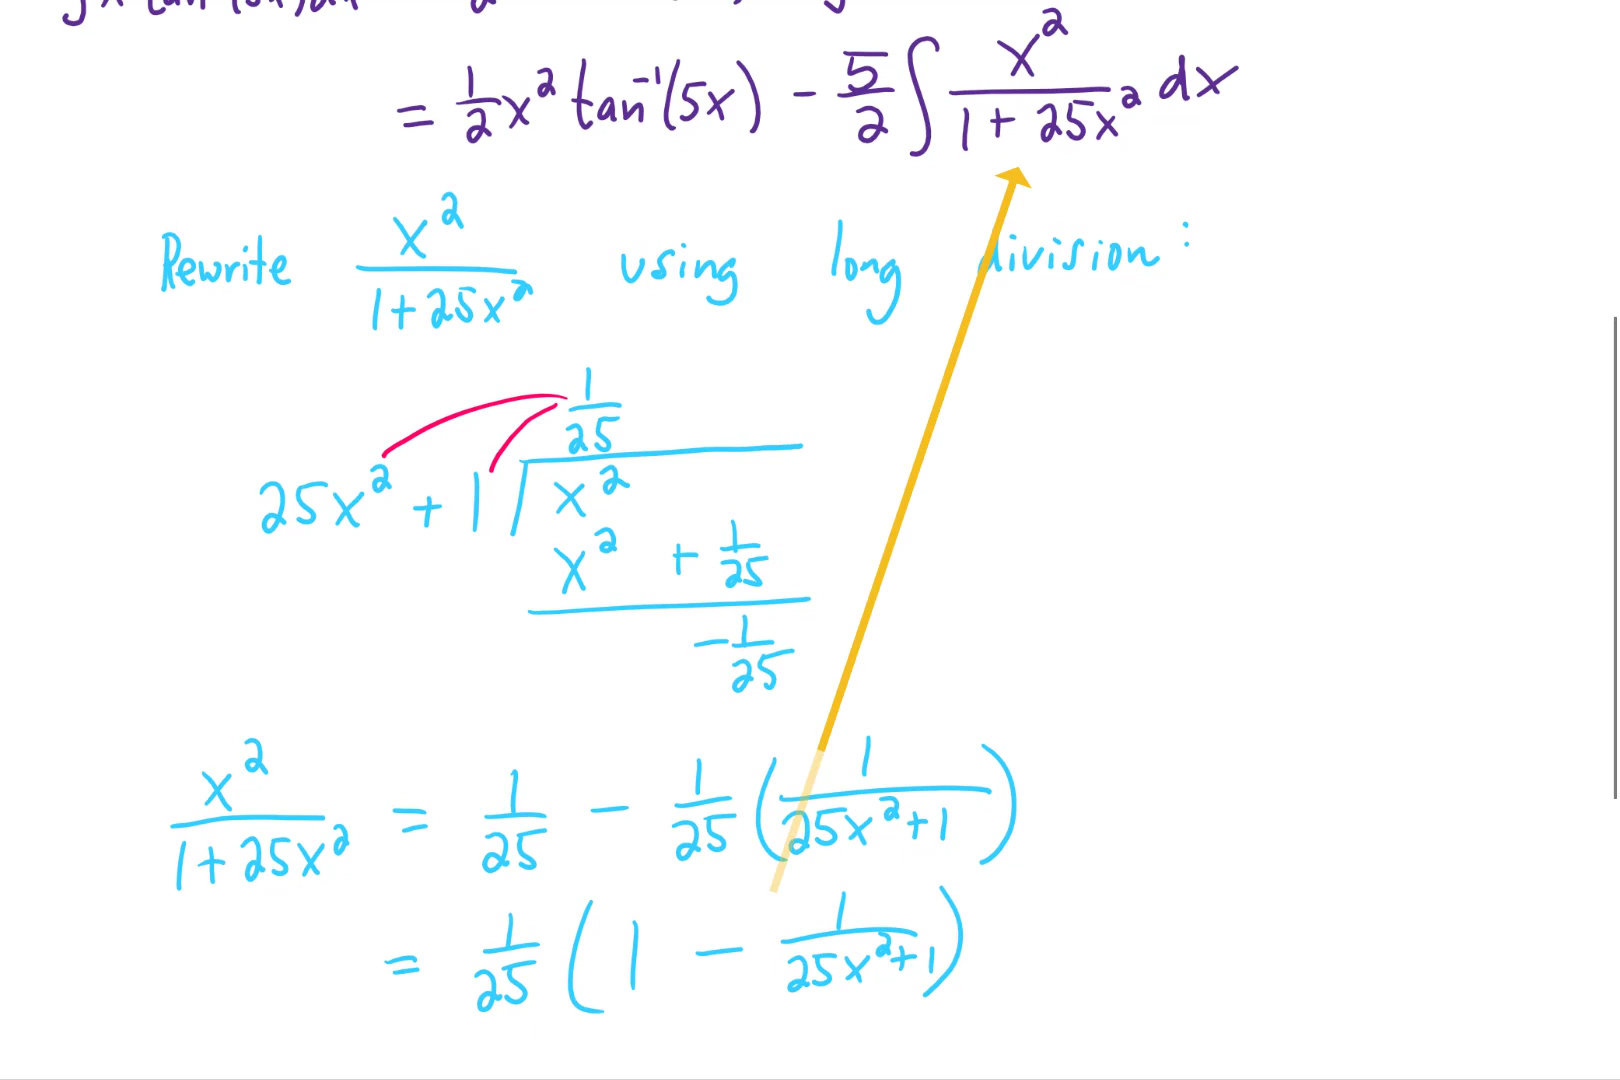 = 1/2 x² tan⁻¹(5x) - 5/2 ∫ x²/(1 + 25x²) dx
Rewrite x²/(1+25x²) using long division:
1/25
25x² + 1 x²
x² + 1/25
-1/25
x²/(1+25x²) = 1/25 - 1/25 (1/(25x²+1))
= 1/25 (1 - 1/(25x²+1))